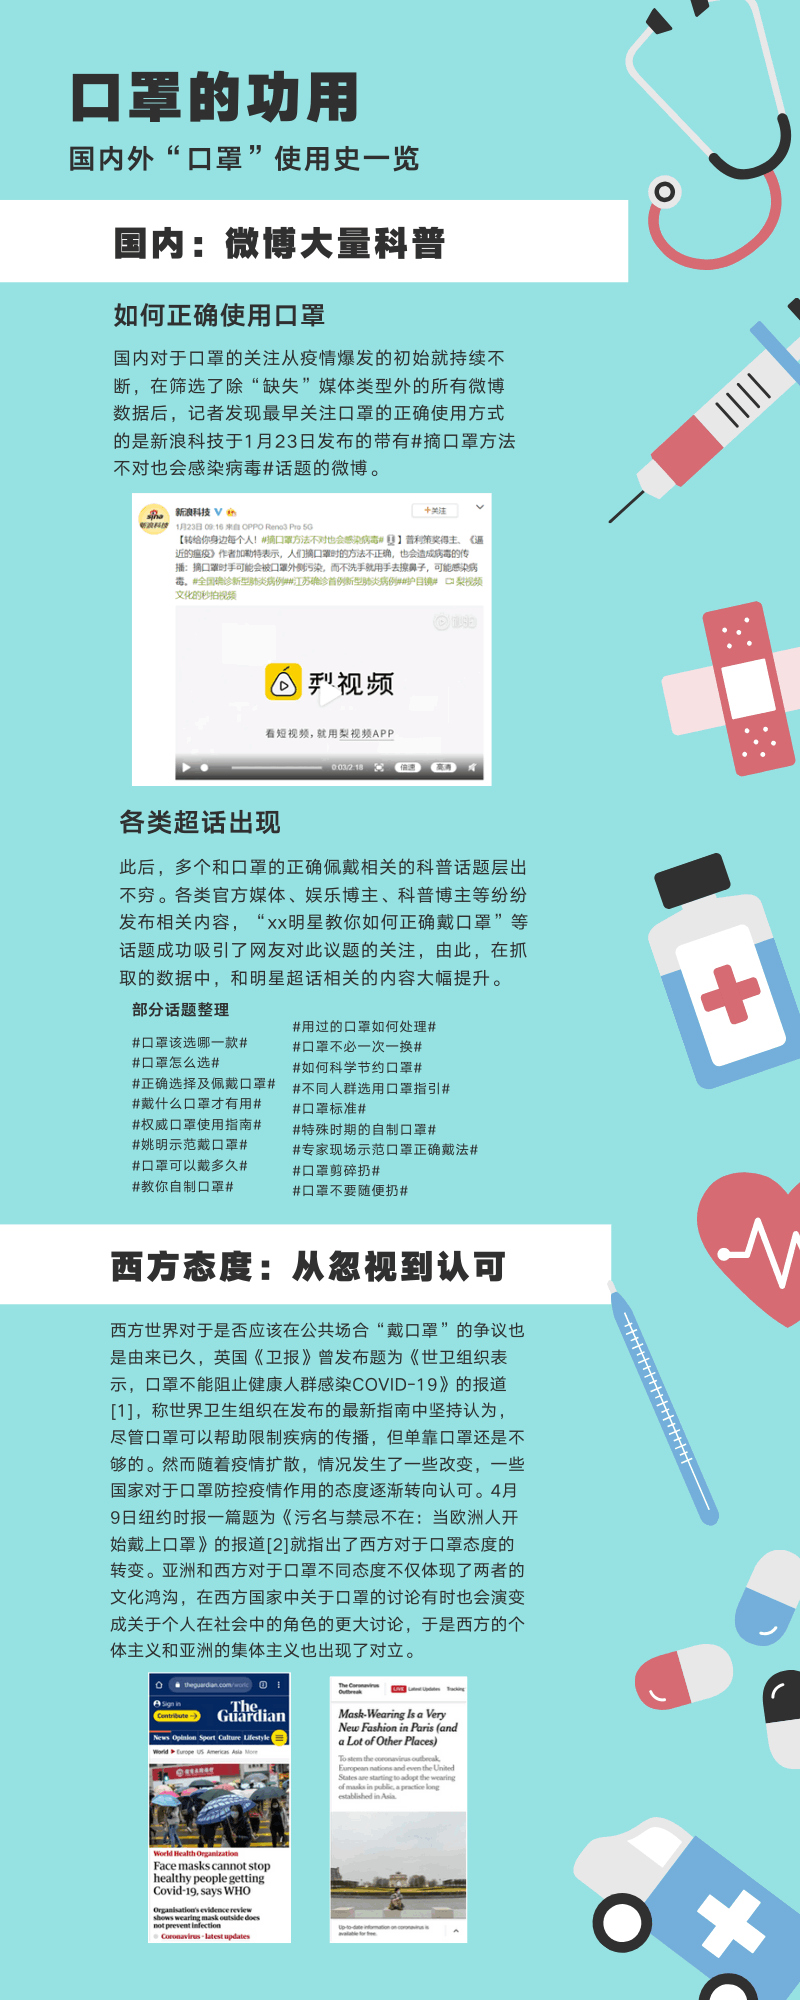 口罩的功用
国内外“口罩”使用史一览
国内：微博大量科普
如何正确使用口罩
国内对于口罩的关注从疫情爆发的初始就持续不
断，在筛选了除“缺失”媒体类型外的所有微博
数据后，记者发现最早关注口罩的正确使用方式
的是新浪科技于1月23日发布的带有#摘口罩方法
不对也会感染病毒#话题的微博。
sina
新浪科技
新浪科技
+关注
1月23日 09:16 来自 OPPO Reno3 Pro 5G
【转给你身边每个人！#摘口罩方法不对也会感染病毒#】普利策奖得主、《逼
近的瘟疫》作者加勒特表示，人们摘口罩时的方法不正确，也会造成病毒的传
播：摘口罩时手可能会被口罩外侧污染，而不洗手就用手去擦鼻子，可能感染病
毒。#全国确诊新型肺炎病例##江苏确诊首例新型肺炎病例##护目镜# 梨视频
文化的秒拍视频
秒拍
梨视频
看短视频，就用梨视频APP
0:03/2:18 倍速 高清
各类超话出现
此后，多个和口罩的正确佩戴相关的科普话题层出
不穷。各类官方媒体、娱乐博主、科普博主等纷纷
发布相关内容，“xx明星教你如何正确戴口罩”等
话题成功吸引了网友对此议题的关注，由此，在抓
取的数据中，和明星超话相关的内容大幅提升。
部分话题整理
#口罩该选哪一款#
#口罩怎么选#
#正确选择及佩戴口罩#
#戴什么口罩才有用#
#权威口罩使用指南#
#姚明示范戴口罩#
#口罩可以戴多久#
#教你自制口罩#
#用过的口罩如何处理#
#口罩不必一次一换#
#如何科学节约口罩#
#不同人群选用口罩指引#
#口罩标准#
#特殊时期的自制口罩#
#专家现场示范口罩正确戴法#
#口罩剪碎扔#
#口罩不要随便扔#
西方态度：从忽视到认可
西方世界对于是否应该在公共场合“戴口罩”的争议也
是由来已久，英国《卫报》曾发布题为《世卫组织表
示，口罩不能阻止健康人群感染COVID-19》的报道
[1]，称世界卫生组织在发布的最新指南中坚持认为，
尽管口罩可以帮助限制疾病的传播，但单靠口罩还是不
够的。然而随着疫情扩散，情况发生了一些改变，一些
国家对于口罩防控疫情作用的态度逐渐转向认可。4月
9日纽约时报一篇题为《污名与禁忌不在：当欧洲人开
始戴上口罩》的报道[2]就指出了西方对于口罩态度的
转变。亚洲和西方对于口罩不同态度不仅体现了两者的
文化鸿沟，在西方国家中关于口罩的讨论有时也会演变
成关于个人在社会中的角色的更大讨论，于是西方的个
体主义和亚洲的集体主义也出现了对立。
theguardian.com/worl
Sign in
Contribute
The
Guardian
News Opinion Sport Culture Lifestyle
World Europe US Americas Asia More
World Health Organization
Face masks cannot stop
healthy people getting
Covid-19, says WHO
Organisation's evidence review
shows wearing mask outside does
not prevent infection
Coronavirus - latest updates
The Coronavirus
Outbreak
LIVE Latest Updates Tracking
Mask-Wearing Is a Very
New Fashion in Paris (and
a Lot of Other Places)
To stem the coronavirus outbreak,
European nations and even the United
States are starting to adopt the wearing
of masks in public, a practice long
established in Asia.
Up-to-date information on coronavirus is
available for free.